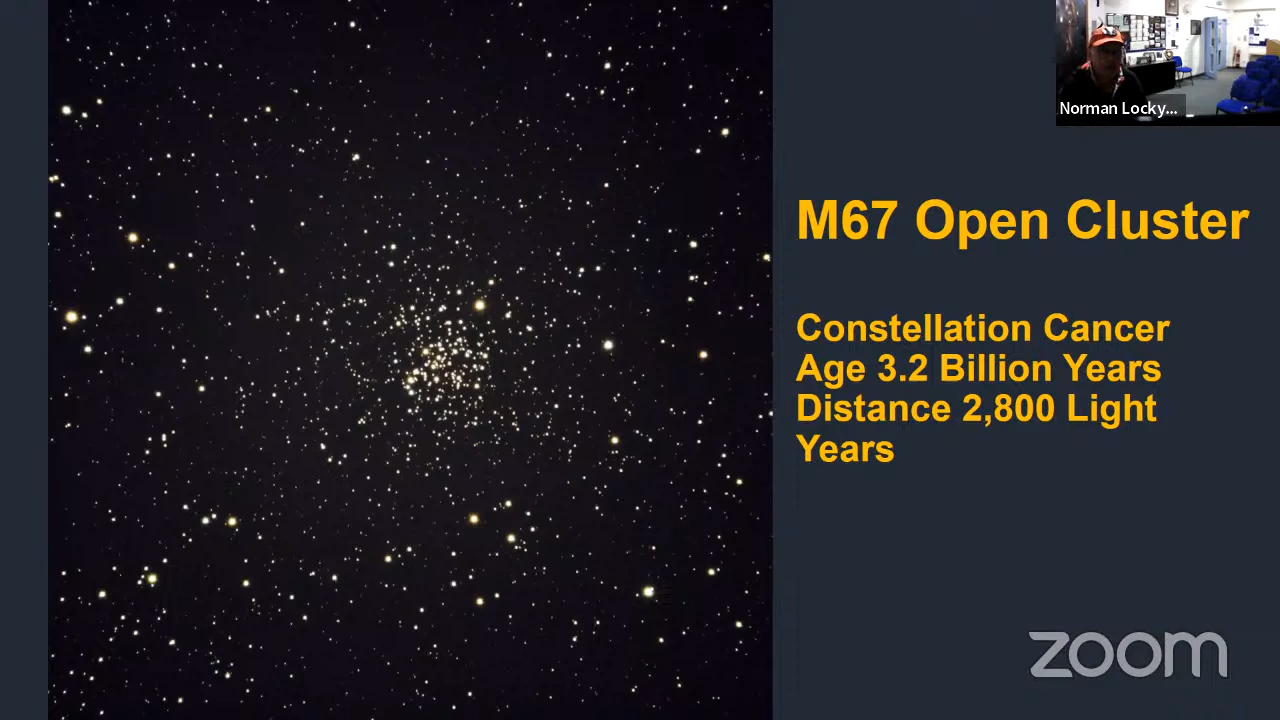 Norman Locky...
M67 Open Cluster
Constellation Cancer
Age 3.2 Billion Years
Distance 2,800 Light
Years
zoom